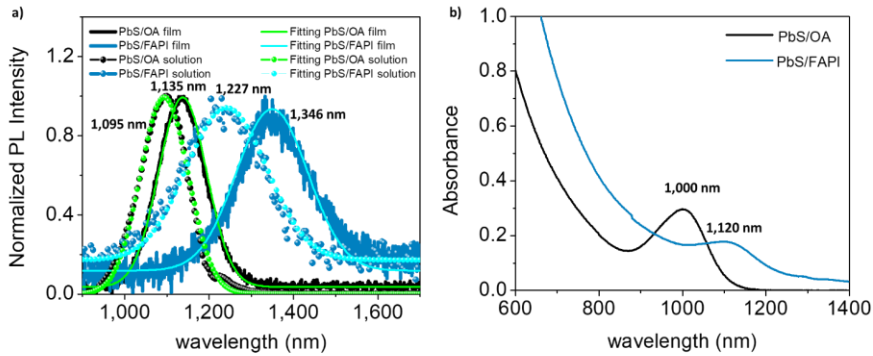 a)
PbS/OA film
PbS/FAPI film
PbS/OA solution
PbS/FAPI solution
Fitting PbS/OA film
Fitting PbS/FAPI film
Fitting PbS/OA solution
Fitting PbS/FAPI solution
1,135 nm
1,227 nm
1,095 nm
1,346 nm
Normalized PL Intensity
1.2
0.8
0.4
0.0
1,000 1,200 1,400 1,600
wavelength (nm)
b)
PbS/OA
PbS/FAPI
1,000 nm
1,120 nm
Absorbance
1.0
0.8
0.6
0.4
0.2
0.0
600 800 1000 1200 1400
wavelength (nm)